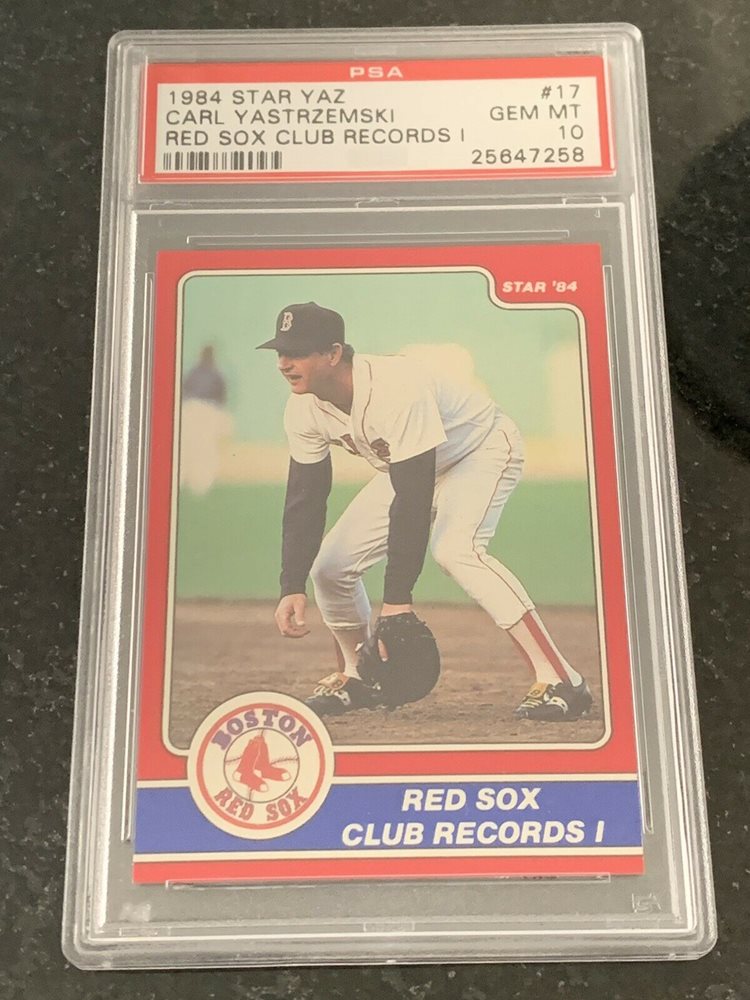 PSA
1984 STAR YAZ #17
CARL YASTRZEMSKI GEM MT
RED SOX CLUB RECORDS I 10
25647258
STAR '84
B
BOSTON
RED SOX
RED SOX
CLUB RECORDS I